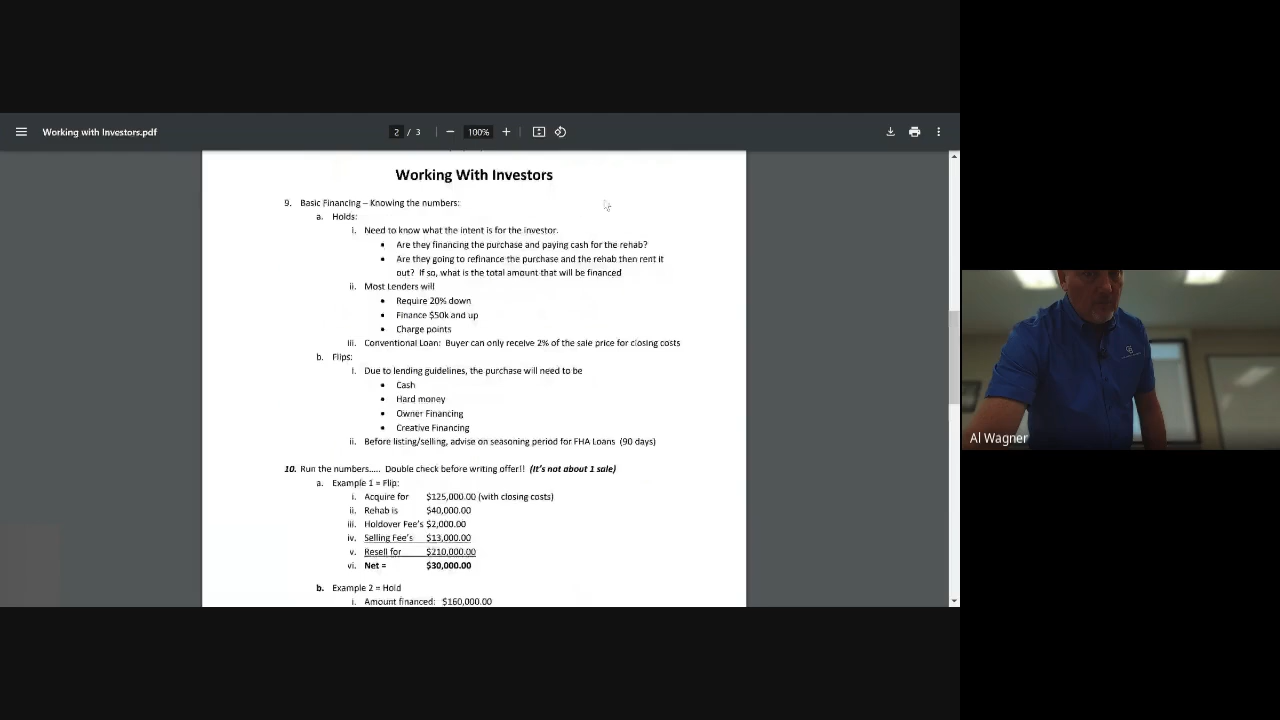 Working with Investors.pdf
2 / 3
100%
Working With Investors
9. Basic Financing – Knowing the numbers:
a. Holds:
i. Need to know what the intent is for the investor.
• Are they financing the purchase and paying cash for the rehab?
• Are they going to refinance the purchase and the rehab then rent it
out? If so, what is the total amount that will be financed
ii. Most Lenders will
• Require 20% down
• Finance $50k and up
• Charge points
iii. Conventional Loan: Buyer can only receive 2% of the sale price for closing costs
b. Flips:
i. Due to lending guidelines, the purchase will need to be
• Cash
• Hard money
• Owner Financing
• Creative Financing
ii. Before listing/selling, advise on seasoning period for FHA Loans (90 days)
10. Run the numbers..... Double check before writing offer!! (It's not about 1 sale)
a. Example 1 = Flip:
i. Acquire for $125,000.00 (with closing costs)
ii. Rehab is $40,000.00
iii. Holdover Fee's $2,000.00
iv. Selling Fee's $13,000.00
v. Resell for $210,000.00
vi. Net = $30,000.00
b. Example 2 = Hold
i. Amount financed: $160,000.00
Al Wagner